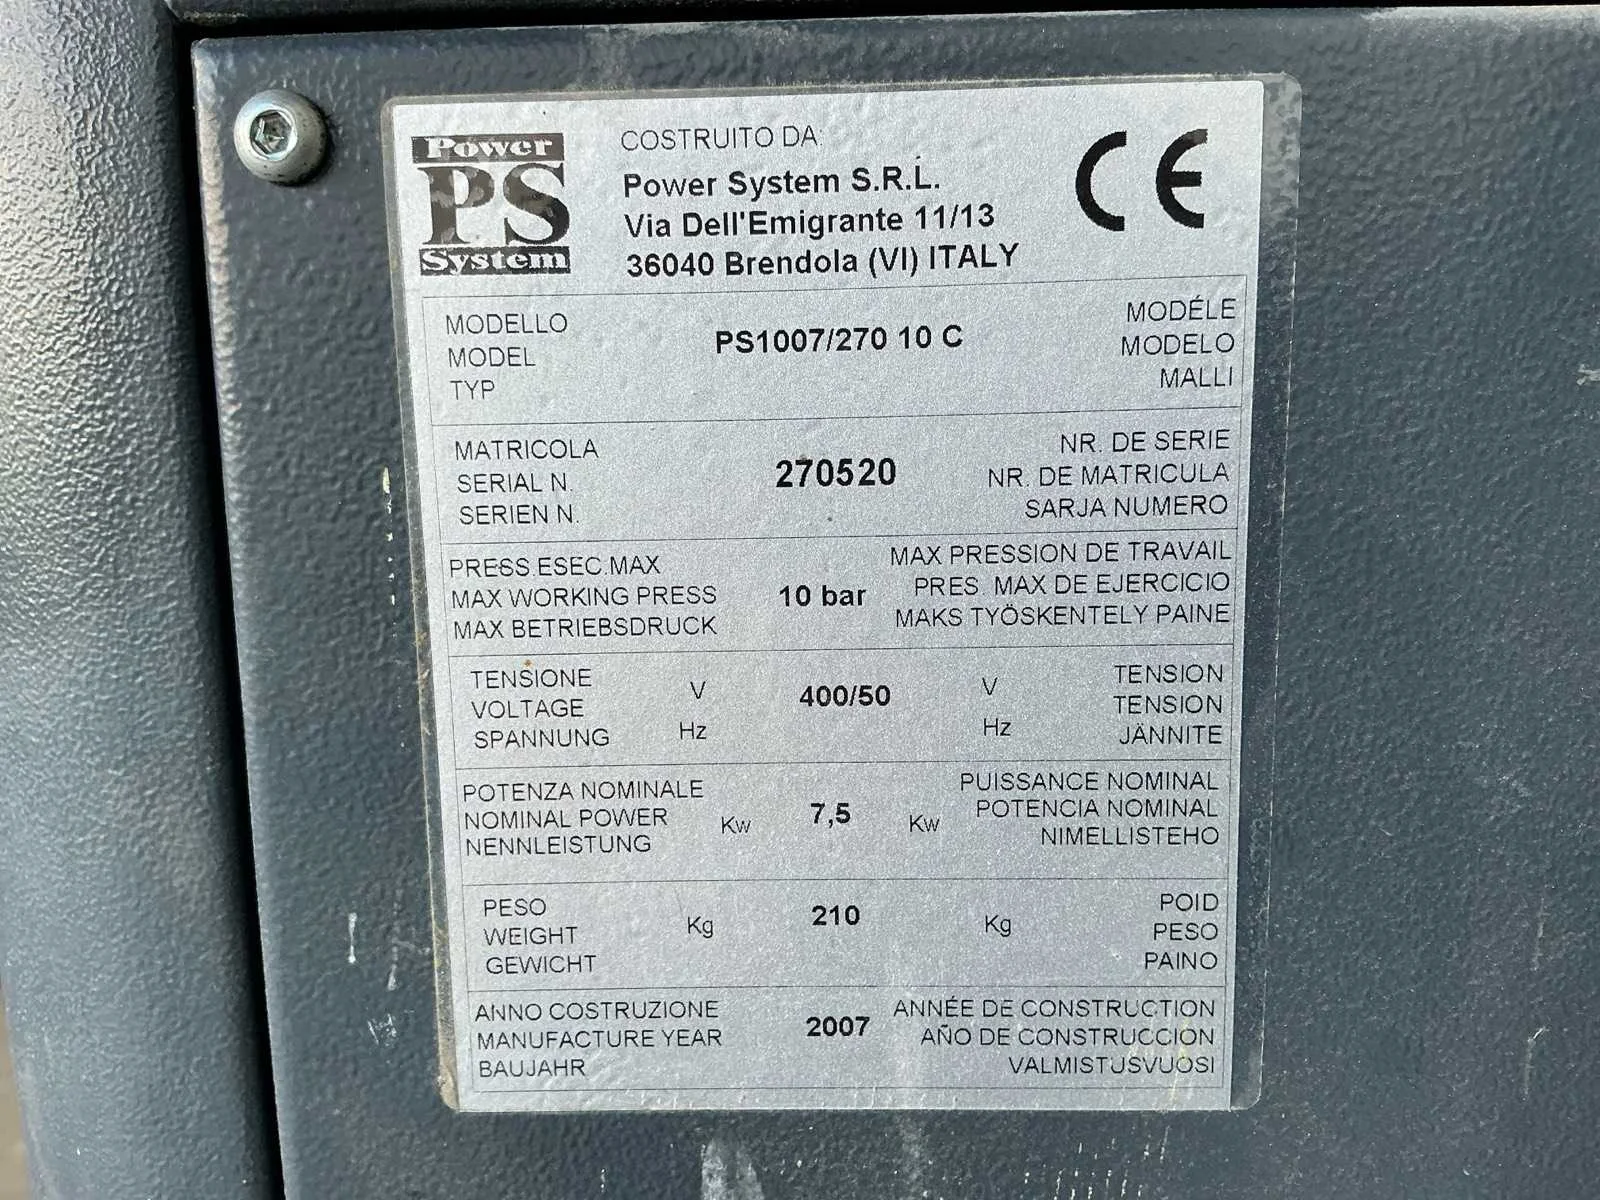 Power
PS
System
COSTRUITO DA:
Power System S.R.L.
Via Dell'Emigrante 11/13
36040 Brendola (VI) ITALY
CE
MODELLO
MODEL
TYP
PS1007/270 10 C
MODÉLE
MODELO
MALLI
MATRICOLA
SERIAL N.
SERIEN N.
270520
NR. DE SERIE
NR. DE MATRICULA
SARJA NUMERO
PRESS.ESEC.MAX
MAX WORKING PRESS
MAX BETRIEBSDRUCK
10 bar
MAX PRESSION DE TRAVAIL
PRES. MAX DE EJERCICIO
MAKS TYÖSKENTELY PAINE
TENSIONE
VOLTAGE
SPANNUNG
V
Hz
400/50
V
Hz
TENSION
TENSION
JÄNNITE
POTENZA NOMINALE
NOMINAL POWER
NENNLEISTUNG
Kw
7,5
Kw
PUISSANCE NOMINAL
POTENCIA NOMINAL
NIMELLISTEHO
PESO
WEIGHT
GEWICHT
Kg
210
Kg
POID
PESO
PAINO
ANNO COSTRUZIONE
MANUFACTURE YEAR
BAUJAHR
2007
ANNÉE DE CONSTRUCTION
AÑO DE CONSTRUCCION
VALMISTUSVUOSI